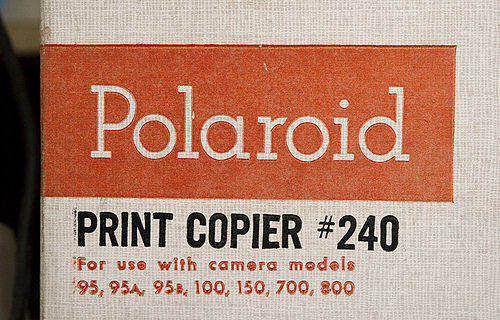 Polaroid
PRINT COPIER #240
For use with camera models
95, 95A, 95B, 100, 150, 700, 800